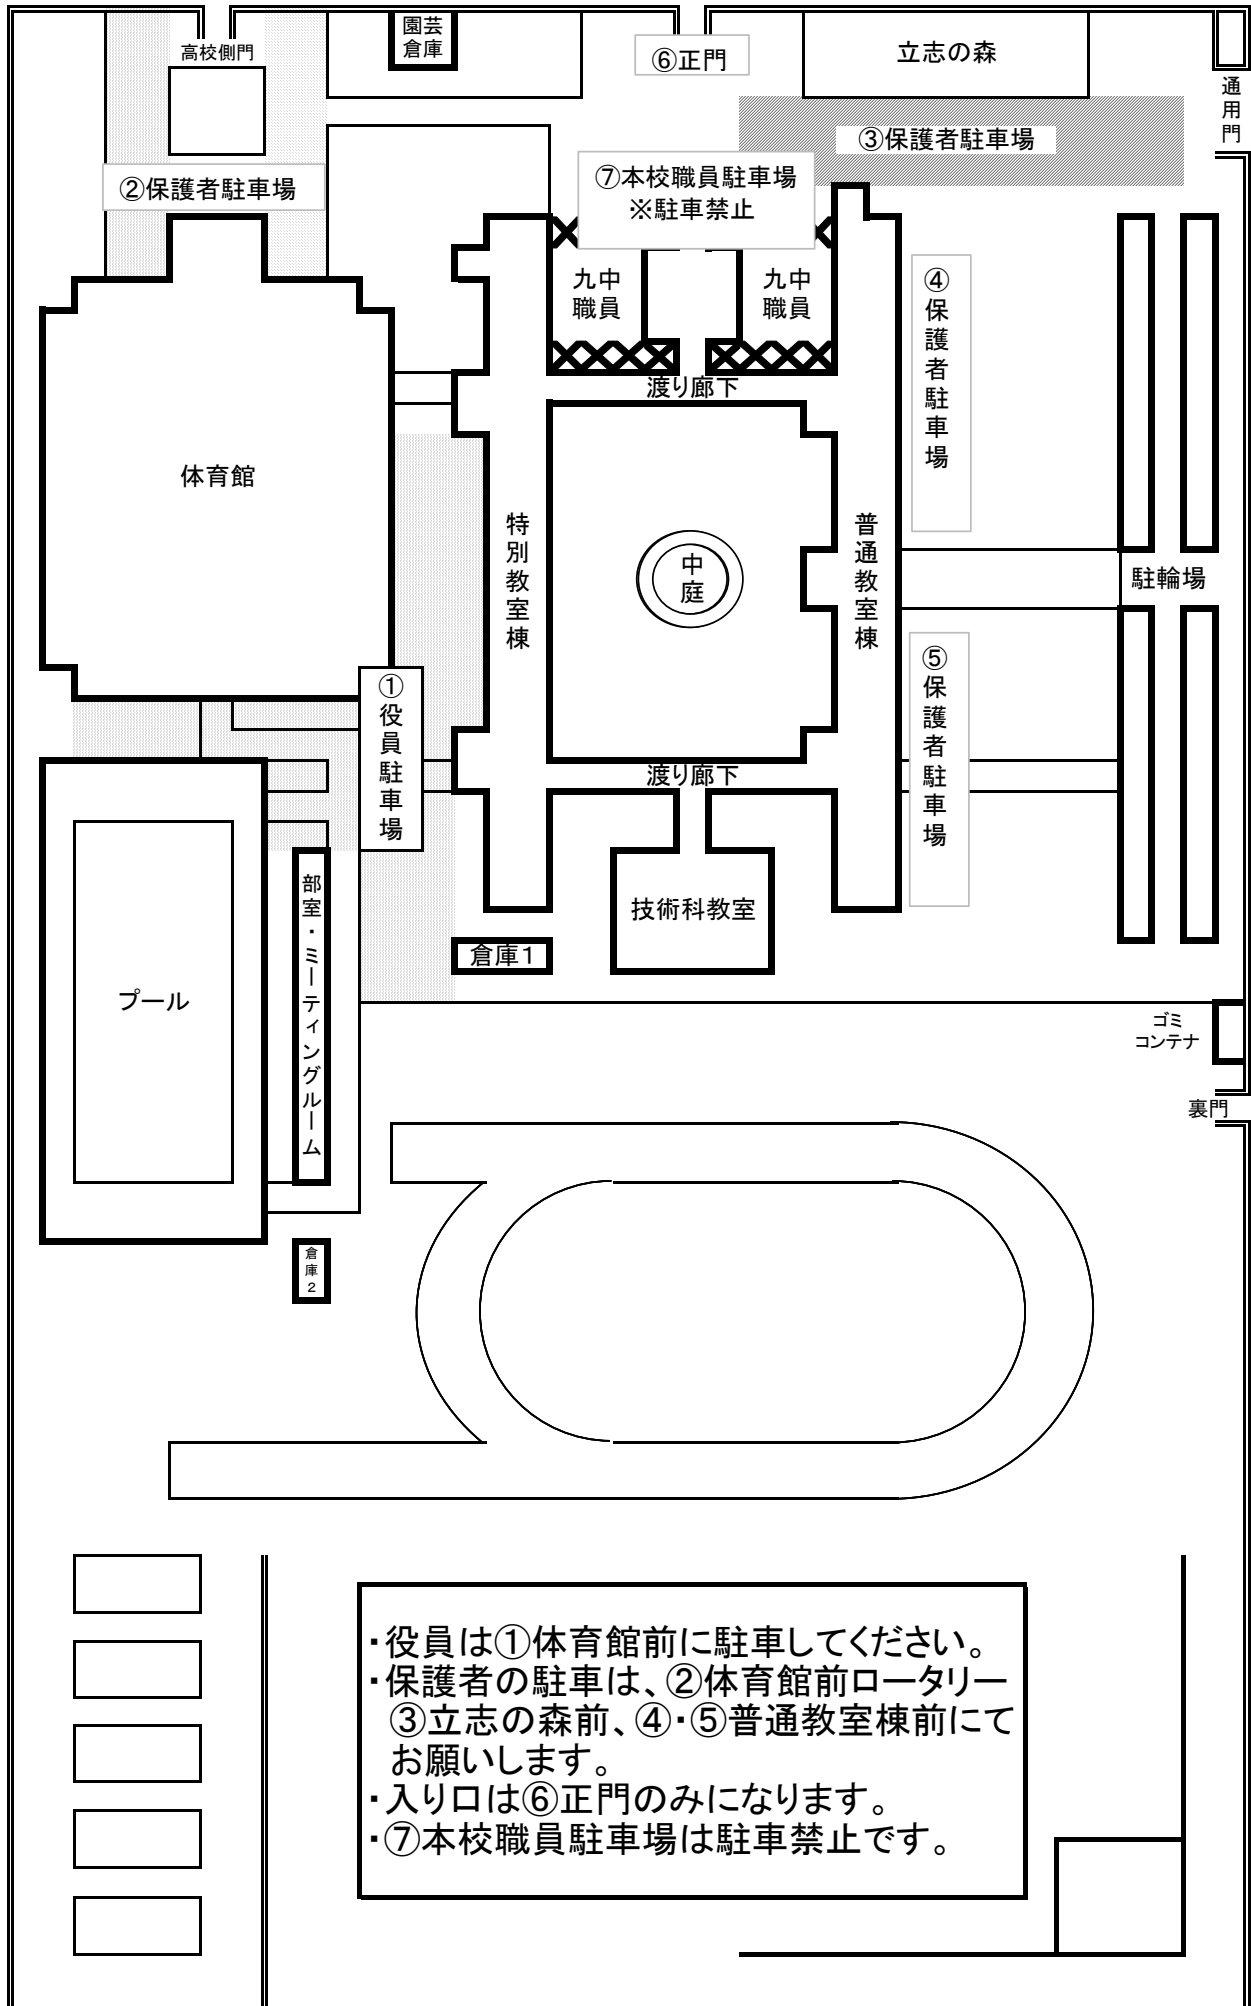 高校側門
園芸
倉庫
⑥正門
立志の森
通用門
③保護者駐車場
②保護者駐車場
⑦本校職員駐車場
※駐車禁止
九中
職員
九中
職員
④保護者駐車場
渡り廊下
体育館
特別教室棟
中庭
普通教室棟
駐輪場
①役員駐車場
⑤保護者駐車場
渡り廊下
部室・ミーティングルーム
技術科教室
倉庫1
プール
ゴミ
コンテナ
裏門
倉庫2
・役員は①体育館前に駐車してください。
・保護者の駐車は、②体育館前ロータリー
③立志の森前、④・⑤普通教室棟前にて
お願いします。
・入り口は⑥正門のみになります。
・⑦本校職員駐車場は駐車禁止です。